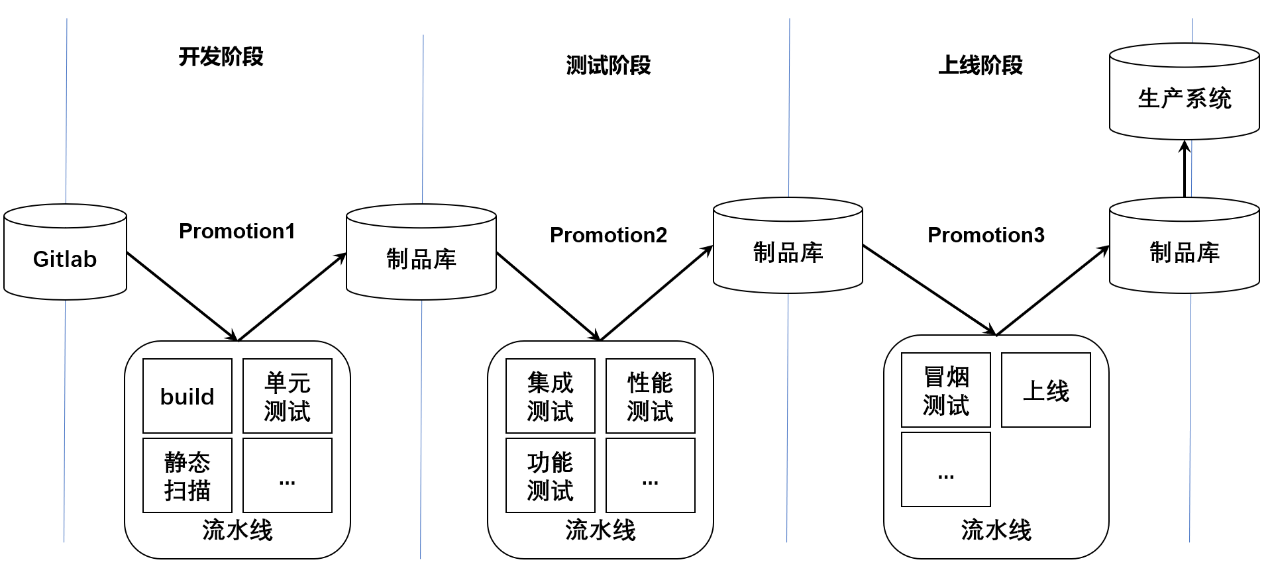 开发阶段
测试阶段
上线阶段
生产系统
Gitlab
Promotion1
制品库
Promotion2
制品库
Promotion3
制品库
build
单元
测试
静态
扫描
...
流水线
集成
测试
性能
测试
功能
测试
...
流水线
冒烟
测试
上线
...
流水线